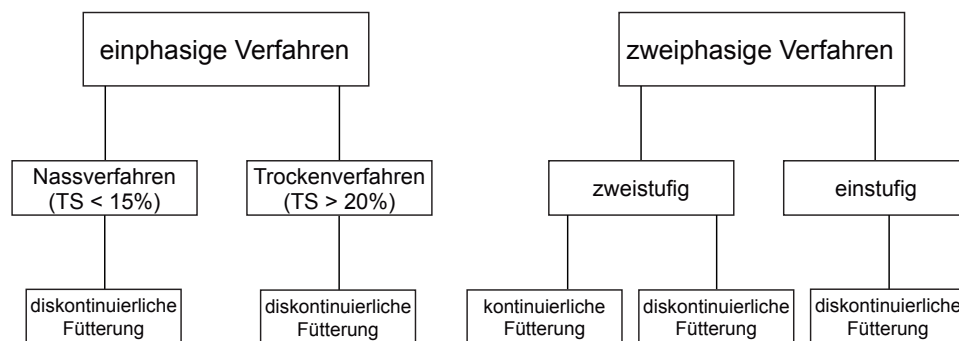 einphasige Verfahren
zweiphasige Verfahren
Nassverfahren
(TS < 15%)
Trockenverfahren
(TS > 20%)
zweistufig
einstufig
diskontinuierliche
Fütterung
diskontinuierliche
Fütterung
kontinuierliche
Fütterung
diskontinuierliche
Fütterung
diskontinuierliche
Fütterung